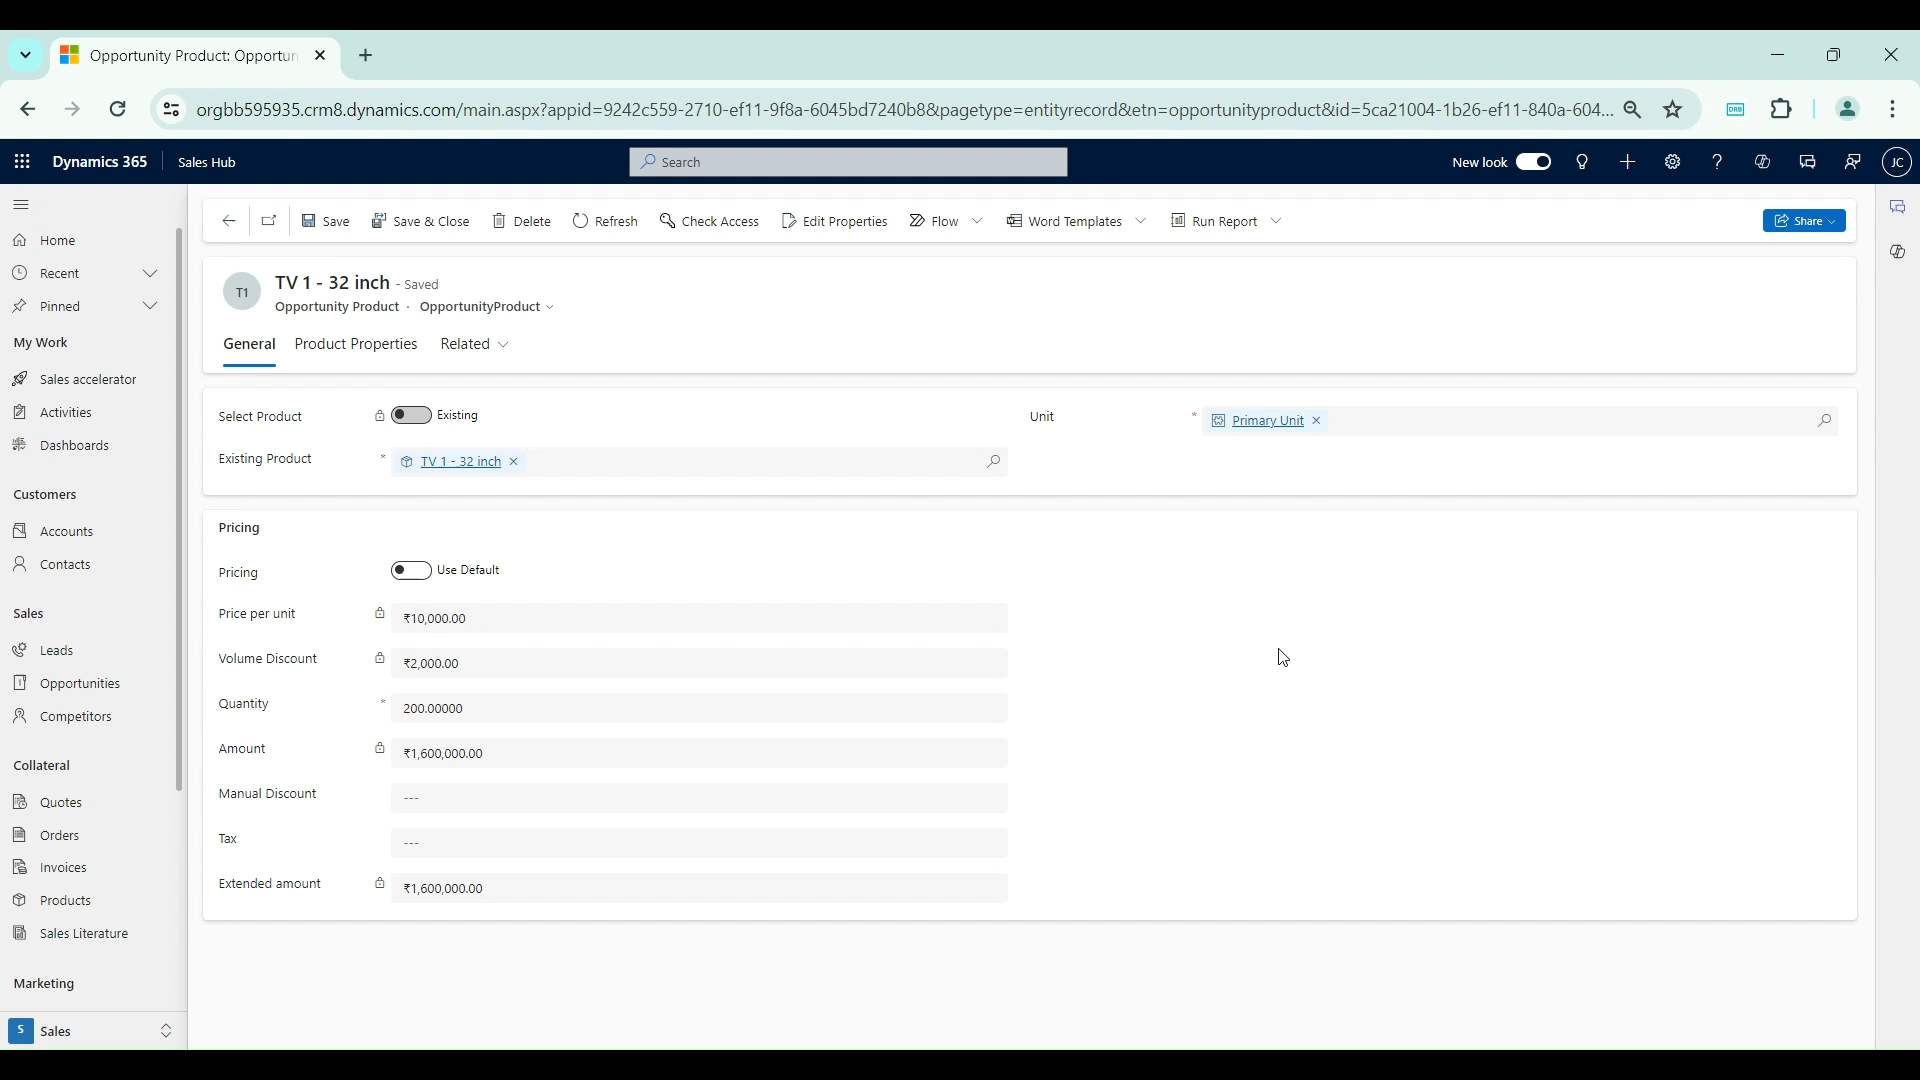 Opportunity Product: Opportun
orgbb595935.crm8.dynamics.com/main.aspx?appid=9242c559-2710-ef11-9f8a-6045bd7240b8&pagetype=entityrecord&etn=opportunityproduct&id=5ca21004-1b26-ef11-840a-604...
DRB
Dynamics 365
Sales Hub
Search
New look
JC
Save
Save & Close
Delete
Refresh
Check Access
Edit Properties
Flow
Word Templates
Run Report
Share
Home
Recent
Pinned
My Work
Sales accelerator
Activities
Dashboards
Customers
Accounts
Contacts
Sales
Leads
Opportunities
Competitors
Collateral
Quotes
Orders
Invoices
Products
Sales Literature
Marketing
S Sales
T1
TV 1 - 32 inch - Saved
Opportunity Product · OpportunityProduct
General
Product Properties
Related
Select Product
Existing
Unit
*
Primary Unit
Existing Product
*
TV 1 - 32 inch
Pricing
Pricing
Use Default
Price per unit
₹10,000.00
Volume Discount
₹2,000.00
Quantity
*
200.00000
Amount
₹1,600,000.00
Manual Discount
---
Tax
---
Extended amount
₹1,600,000.00